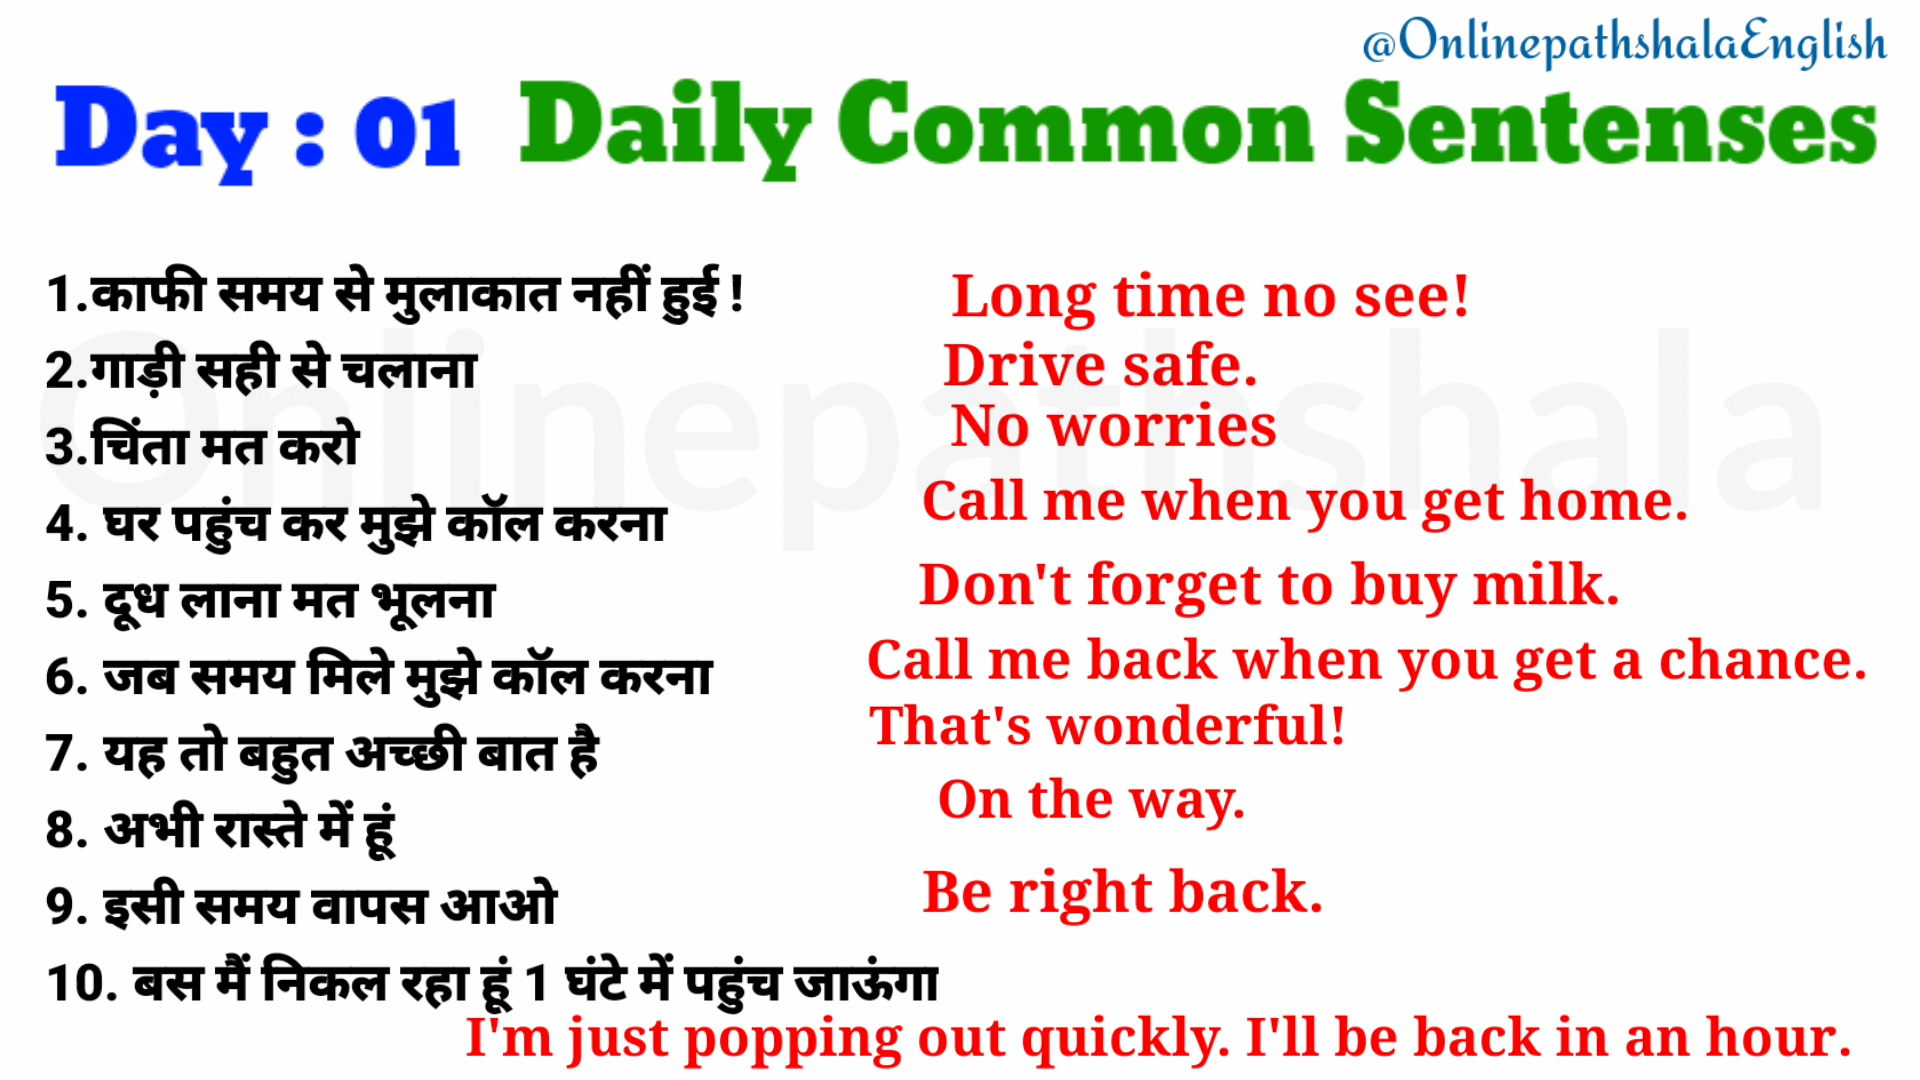 @OnlinepathshalaEnglish
Day : 01 Daily Common Sentenses
1.काफी समय से मुलाकात नहीं हुई ! Long time no see!
2.गाड़ी सही से चलाना Drive safe.
3.चिंता मत करो No worries
4. घर पहुंच कर मुझे कॉल करना Call me when you get home.
5. दूध लाना मत भूलना Don't forget to buy milk.
6. जब समय मिले मुझे कॉल करना Call me back when you get a chance.
7. यह तो बहुत अच्छी बात है That's wonderful!
8. अभी रास्ते में हूं On the way.
9. इसी समय वापस आओ Be right back.
10. बस मैं निकल रहा हूं 1 घंटे में पहुंच जाऊंगा
I'm just popping out quickly. I'll be back in an hour.
Onlinepathshala